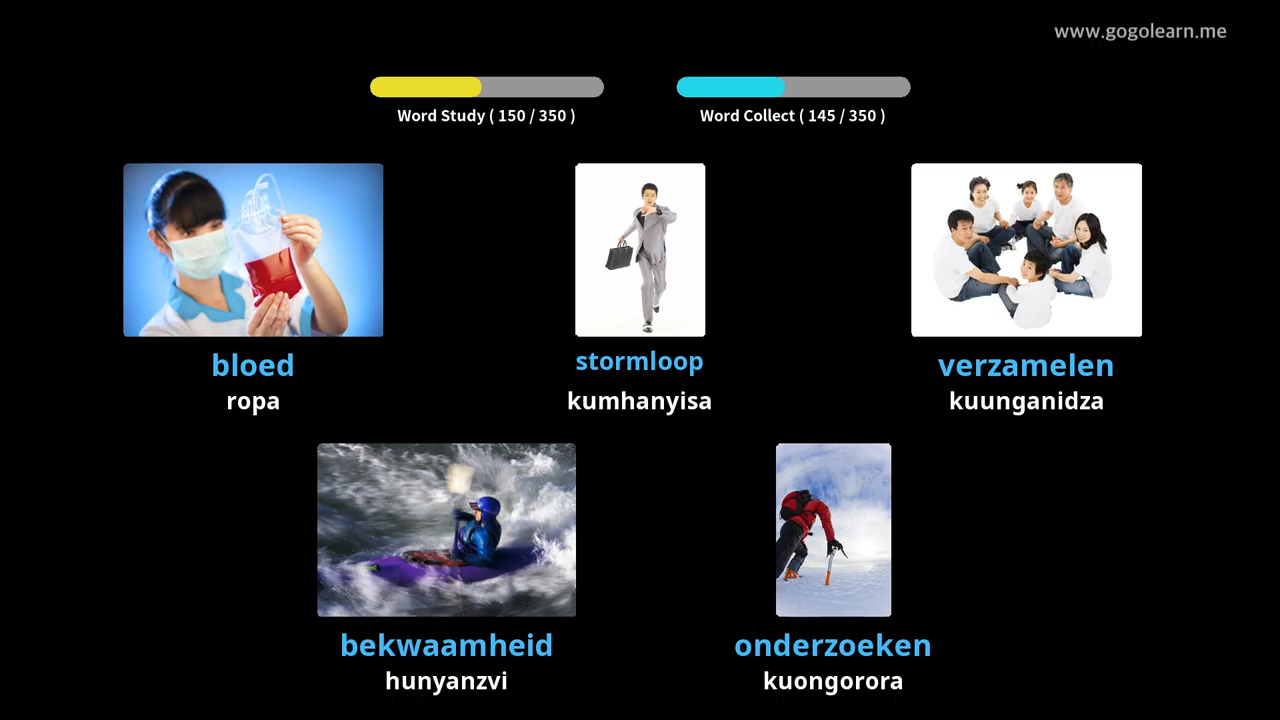 www.gogolearn.me
Word Study ( 150 / 350 )
Word Collect ( 145 / 350 )
bloed
ropa
stormloop
kumhanyisa
verzamelen
kuunganidza
bekwaamheid
hunyanzvi
onderzoeken
kuongorora